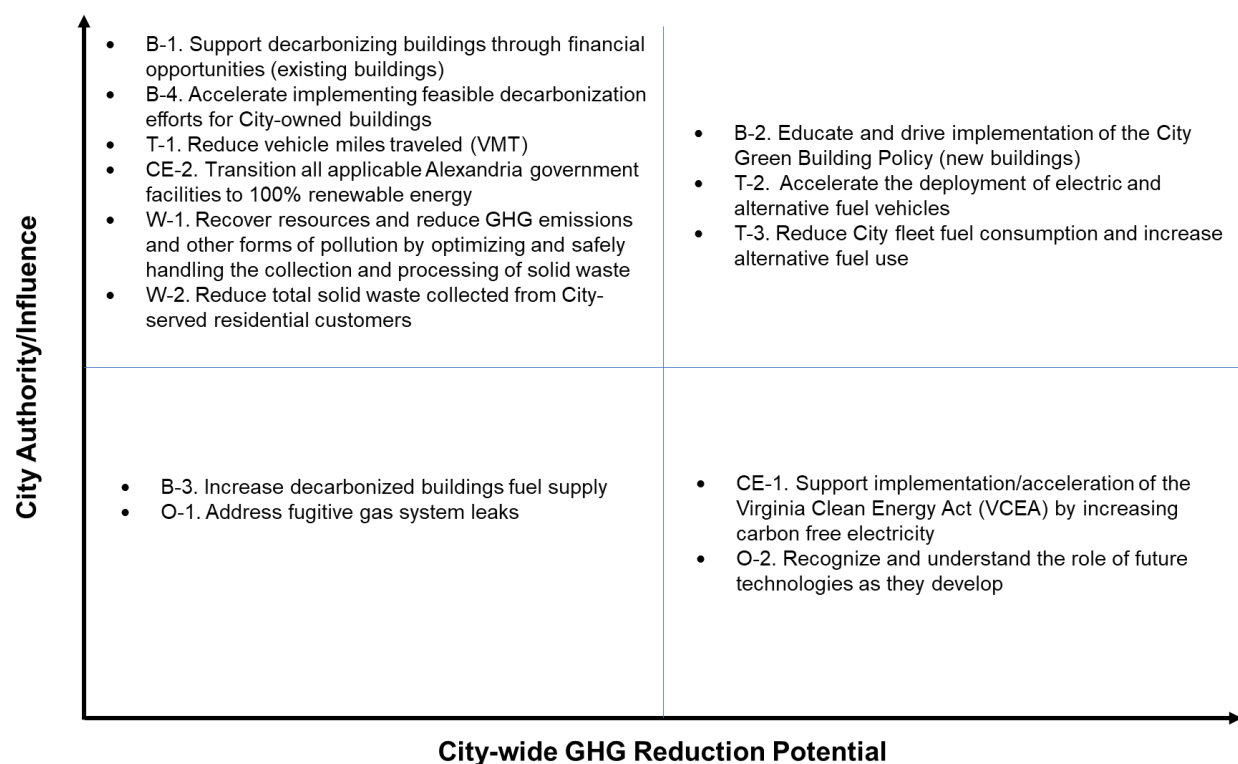 City Authority/Influence
• B-1. Support decarbonizing buildings through financial
opportunities (existing buildings)
• B-4. Accelerate implementing feasible decarbonization
efforts for City-owned buildings
• T-1. Reduce vehicle miles traveled (VMT)
• CE-2. Transition all applicable Alexandria government
facilities to 100% renewable energy
• W-1. Recover resources and reduce GHG emissions
and other forms of pollution by optimizing and safely
handling the collection and processing of solid waste
• W-2. Reduce total solid waste collected from City-
served residential customers
• B-2. Educate and drive implementation of the City
Green Building Policy (new buildings)
• T-2. Accelerate the deployment of electric and
alternative fuel vehicles
• T-3. Reduce City fleet fuel consumption and increase
alternative fuel use
• B-3. Increase decarbonized buildings fuel supply
• O-1. Address fugitive gas system leaks
• CE-1. Support implementation/acceleration of the
Virginia Clean Energy Act (VCEA) by increasing
carbon free electricity
• O-2. Recognize and understand the role of future
technologies as they develop
City-wide GHG Reduction Potential